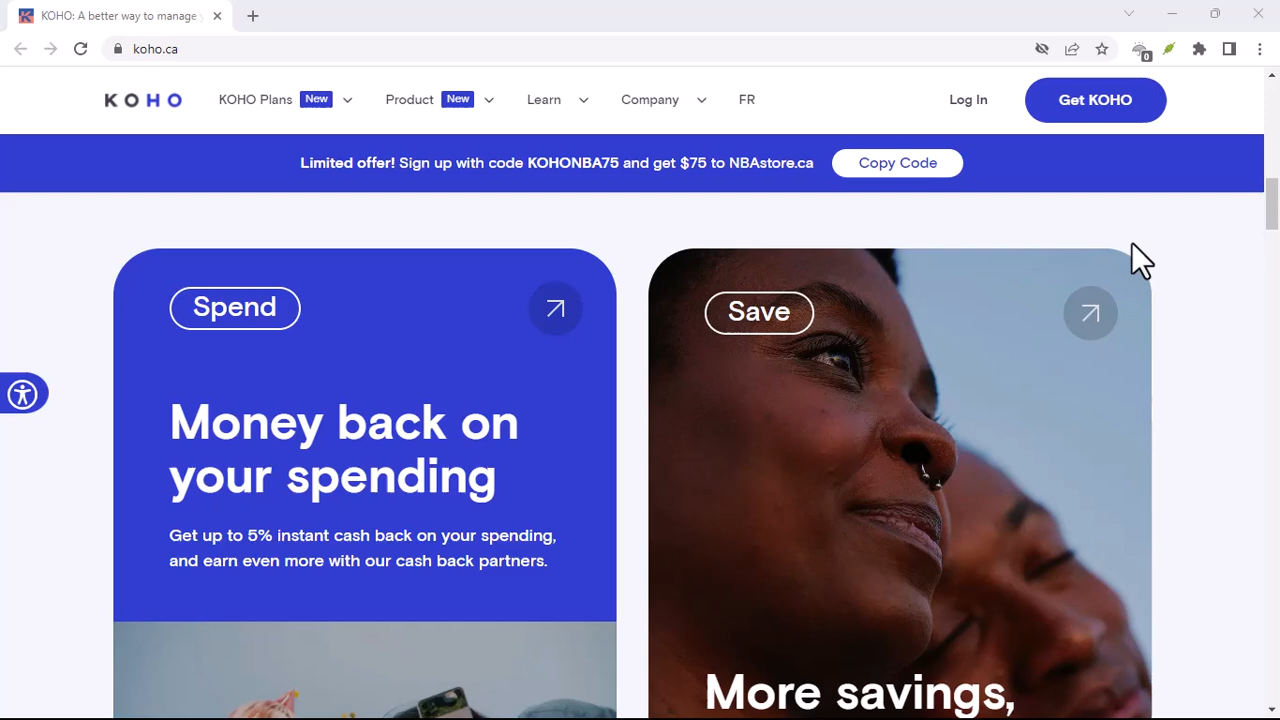 KOHO: A better way to manage
koho.ca
0
KOHO
KOHO Plans New
Product New
Learn
Company
FR
Log In
Get KOHO
Limited offer! Sign up with code KOHONBA75 and get $75 to NBAstore.ca
Copy Code
Spend
Money back on
your spending
Get up to 5% instant cash back on your spending,
and earn even more with our cash back partners.
Save
More savings,